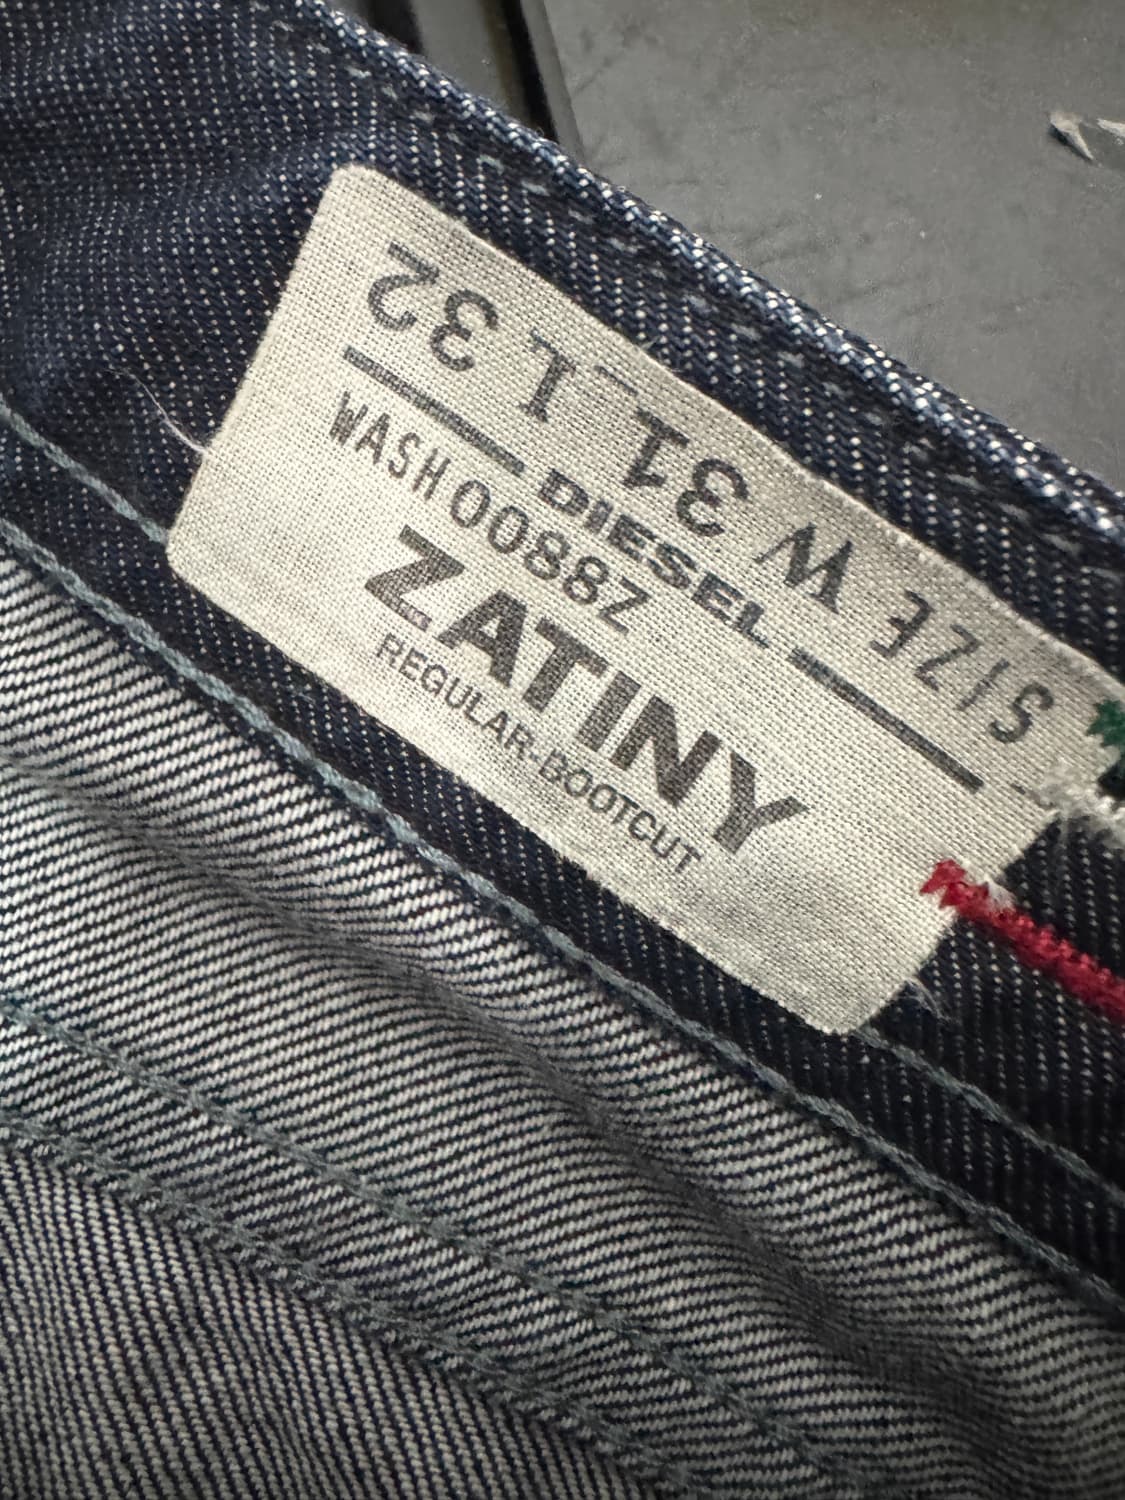 SIZE W 31 L 32
DIESEL
WASH 0088Z
ZATINY
REGULAR-BOOTCUT